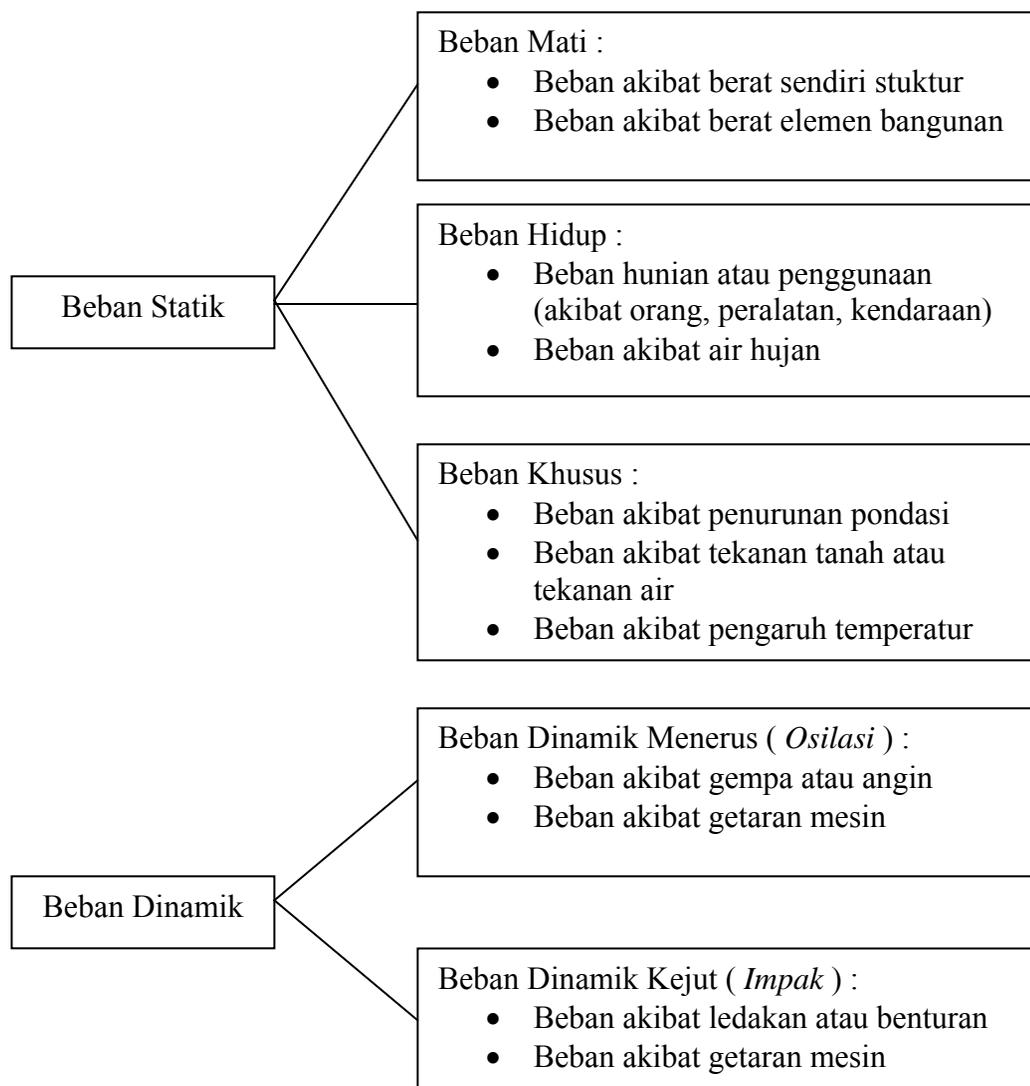 Beban Statik
Beban Mati :
• Beban akibat berat sendiri stuktur
• Beban akibat berat elemen bangunan
Beban Hidup :
• Beban hunian atau penggunaan
(akibat orang, peralatan, kendaraan)
• Beban akibat air hujan
Beban Khusus :
• Beban akibat penurunan pondasi
• Beban akibat tekanan tanah atau
tekanan air
• Beban akibat pengaruh temperatur
Beban Dinamik
Beban Dinamik Menerus ( Osilasi ) :
• Beban akibat gempa atau angin
• Beban akibat getaran mesin
Beban Dinamik Kejut ( Impak ) :
• Beban akibat ledakan atau benturan
• Beban akibat getaran mesin